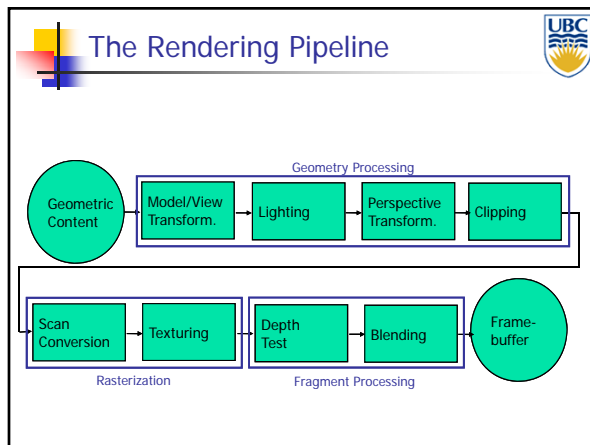 The Rendering Pipeline
UBC
Geometry Processing
Geometric
Content
Model/View
Transform.
Lighting
Perspective
Transform.
Clipping
Scan
Conversion
Texturing
Depth
Test
Blending
Frame-
buffer
Rasterization
Fragment Processing